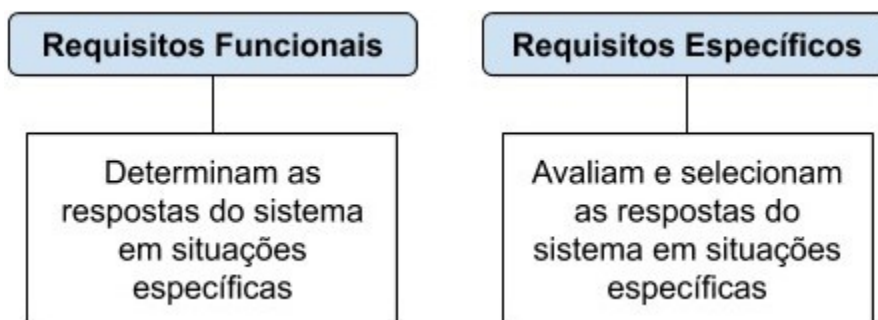 Requisitos Funcionais
Determinam as
respostas do sistema
em situações
específicas
Requisitos Específicos
Avaliam e selecionam
as respostas do
sistema em situações
específicas